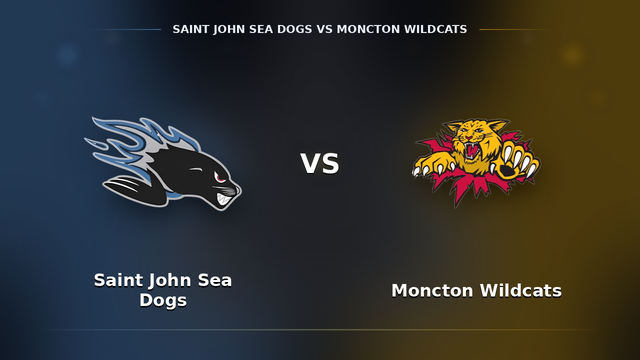 SAINT JOHN SEA DOGS VS MONCTON WILDCATS
VS
Saint John Sea
Dogs
Moncton Wildcats